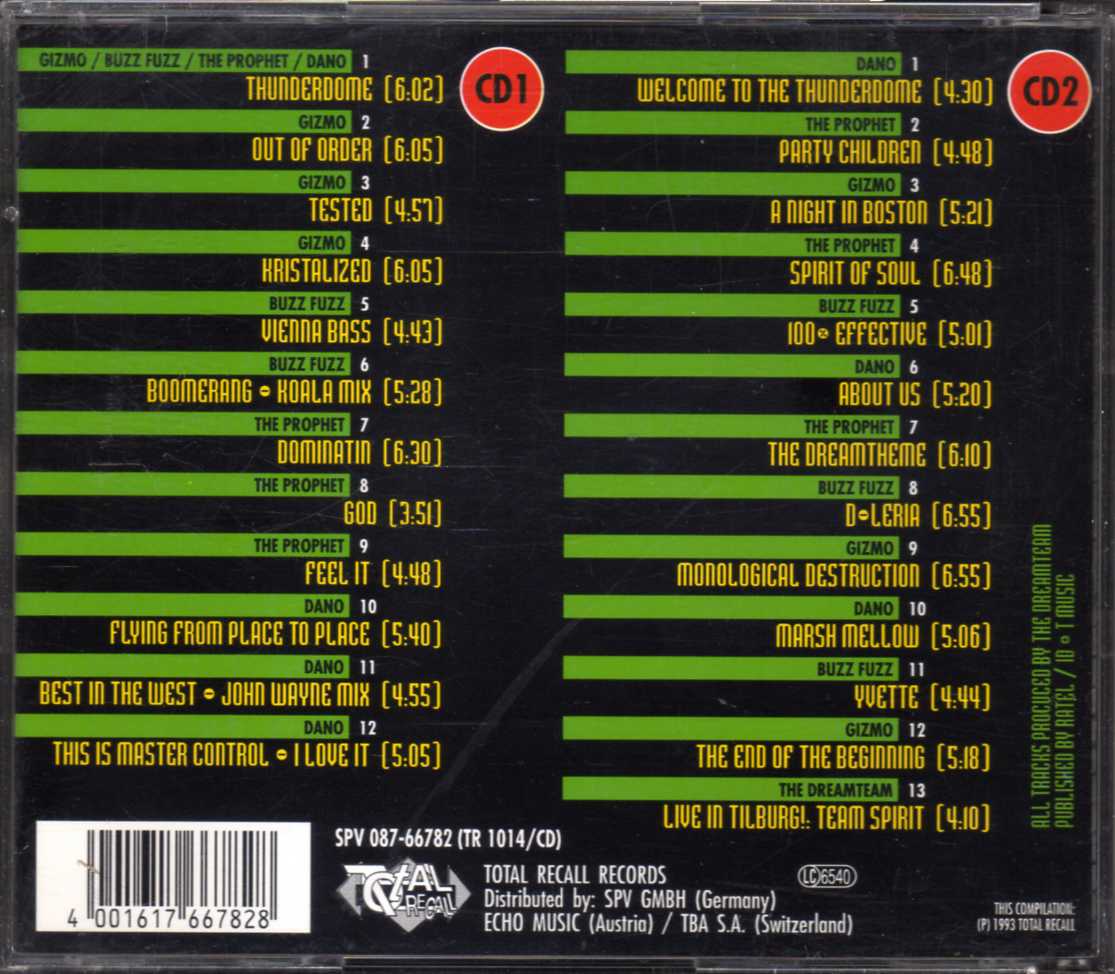 GIZMO / BUZZ FUZZ / THE PROPHET / DANO 1
THUNDERDOME (6:02)
GIZMO 2
OUT OF ORDER (6:05)
GIZMO 3
TESTED (4:57)
GIZMO 4
KRISTALIZED (6:05)
BUZZ FUZZ 5
VIENNA BASS (4:43)
BUZZ FUZZ 6
BOOMERANG - KOALA MIX (5:28)
THE PROPHET 7
DOMINATIN (6:30)
THE PROPHET 8
GOD (3:51)
THE PROPHET 9
FEEL IT (4:48)
DANO 10
FLYING FROM PLACE TO PLACE (5:40)
DANO 11
BEST IN THE WEST - JOHN WAYNE MIX (4:55)
DANO 12
THIS IS MASTER CONTROL - I LOVE IT (5:05)
CD1
DANO 1
WELCOME TO THE THUNDERDOME (4:30)
THE PROPHET 2
PARTY CHILDREN (4:48)
GIZMO 3
A NIGHT IN BOSTON (5:21)
THE PROPHET 4
SPIRIT OF SOUL (6:48)
BUZZ FUZZ 5
100% EFFECTIVE (5:01)
DANO 6
ABOUT US (5:20)
THE PROPHET 7
THE DREAMTHEME (6:10)
BUZZ FUZZ 8
D-LERIA (6:55)
GIZMO 9
MONOLOGICAL DESTRUCTION (6:55)
DANO 10
MARSH MELLOW (5:06)
BUZZ FUZZ 11
YVETTE (4:44)
GIZMO 12
THE END OF THE BEGINNING (5:18)
THE DREAMTEAM 13
LIVE IN TILBURG!: TEAM SPIRIT (4:10)
CD2
ALL TRACKS PROCUCED BY THE DREAMTEAM
PUBLISHED BY RATEL / ID • T MUSIC
4 001617 667828
SPV 087-66782 (TR 1014/CD)
TOTAL RECALL
TOTAL RECALL RECORDS
Distributed by: SPV GMBH (Germany)
ECHO MUSIC (Austria) / TBA S.A. (Switzerland)
LC 6540
THIS COMPILATION:
(P) 1993 TOTAL RECALL